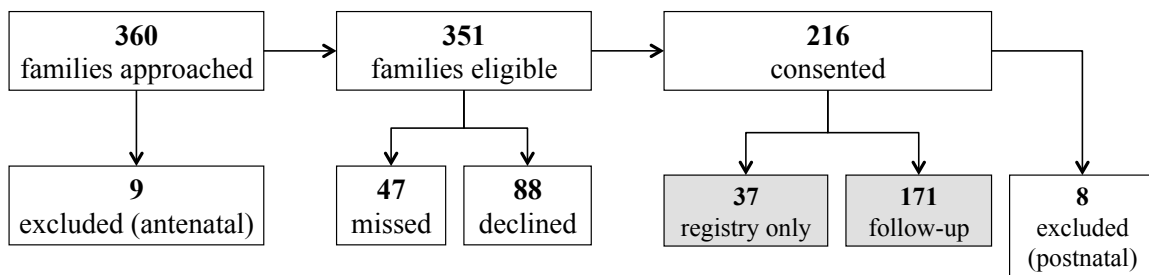 360
families approached
351
families eligible
216
consented
9
excluded (antenatal)
47
missed
88
declined
37
registry only
171
follow-up
8
excluded
(postnatal)